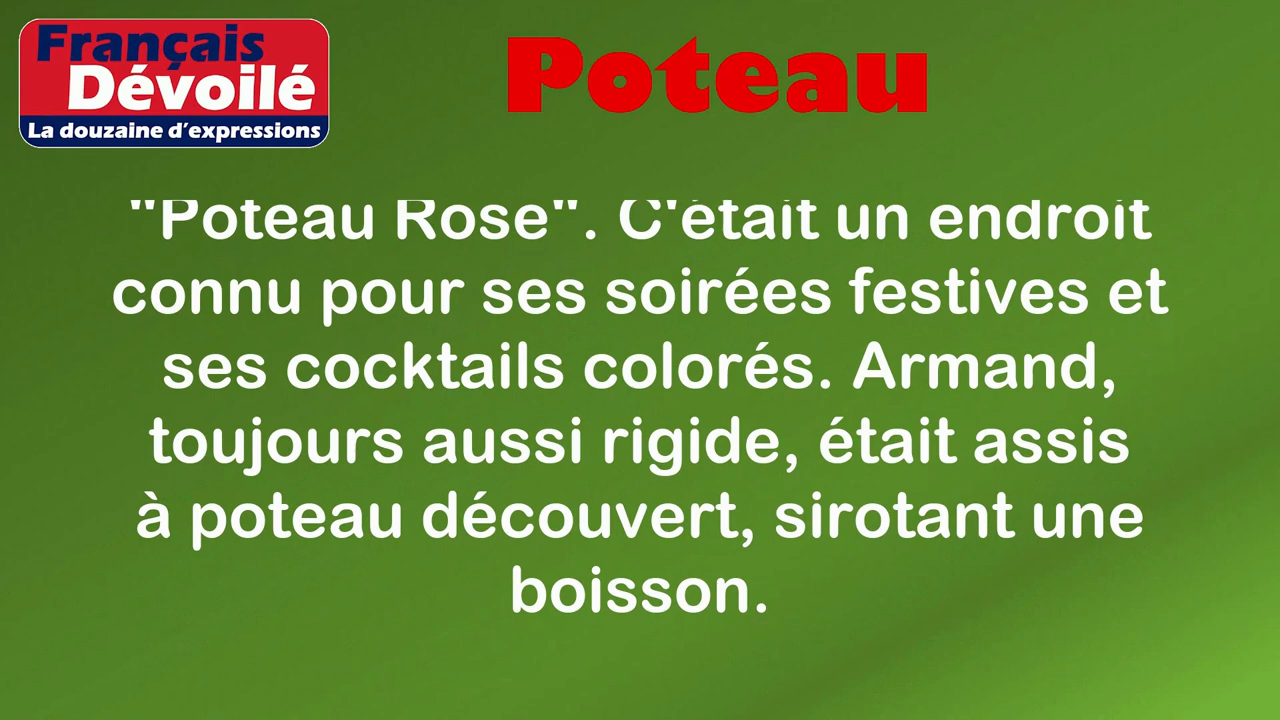 Français
Dévoilé
La douzaine d'expressions
Poteau
"Poteau Rose". C'était un endroit
connu pour ses soirées festives et
ses cocktails colorés. Armand,
toujours aussi rigide, était assis
à poteau découvert, sirotant une
boisson.